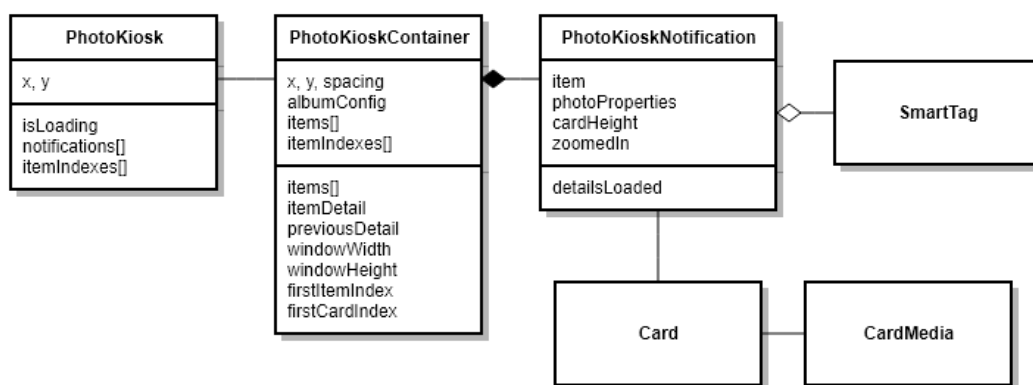 PhotoKiosk
x, y
isLoading
notifications[]
itemIndexes[]
PhotoKioskContainer
x, y, spacing
albumConfig
items[]
itemIndexes[]
items[]
itemDetail
previousDetail
windowWidth
windowHeight
firstItemIndex
firstCardIndex
PhotoKioskNotification
item
photoProperties
cardHeight
zoomedIn
detailsLoaded
SmartTag
Card
CardMedia